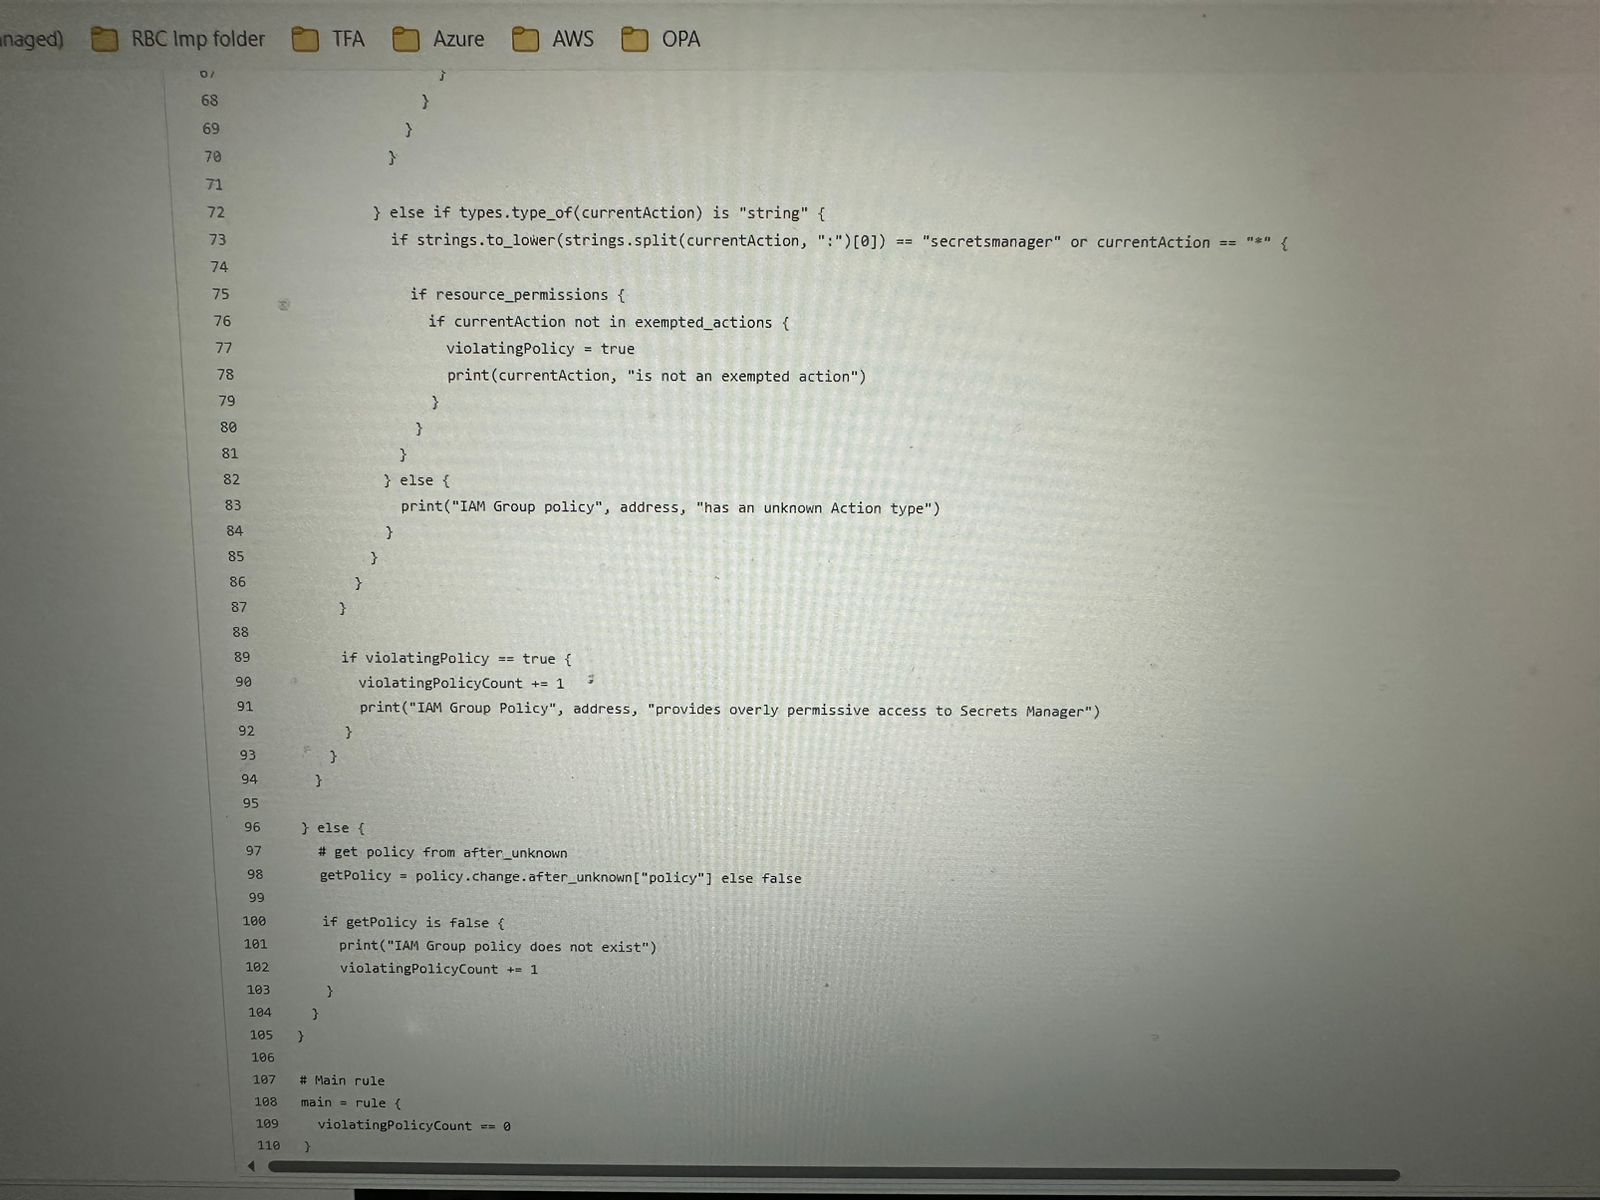 RBC Imp folder TFA Azure AWS OPA
67 }
68 }
69 }
70 }
71
72 } else if types.type_of(currentAction) is "string" {
73 if strings.to_lower(strings.split(currentAction, ":")[0]) == "secretsmanager" or currentAction == "*" {
74
75 if resource_permissions {
76 if currentAction not in exempted_actions {
77 violatingPolicy = true
78 print(currentAction, "is not an exempted action")
79 }
80 }
81 }
82 } else {
83 print("IAM Group policy", address, "has an unknown Action type")
84 }
85 }
86 }
87 }
88
89 if violatingPolicy == true {
90 violatingPolicyCount += 1
91 print("IAM Group Policy", address, "provides overly permissive access to Secrets Manager")
92 }
93 }
94 }
95
96 } else {
97 # get policy from after_unknown
98 getPolicy = policy.change.after_unknown["policy"] else false
99
100 if getPolicy is false {
101 print("IAM Group policy does not exist")
102 violatingPolicyCount += 1
103 }
104 }
105 }
106
107 # Main rule
108 main = rule {
109 violatingPolicyCount == 0
110 }